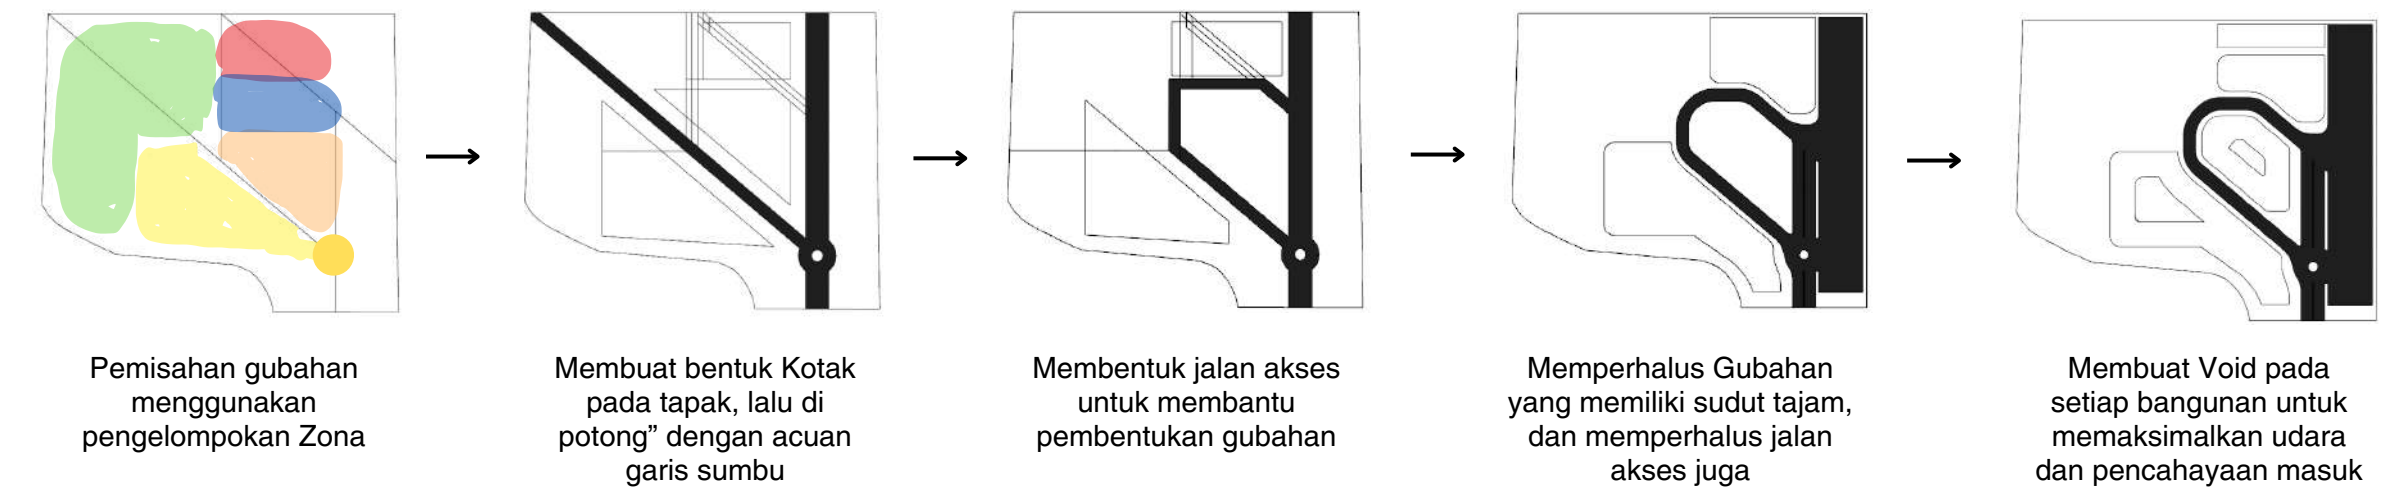 Pemisahan gubahan
menggunakan
pengelompokan Zona
Membuat bentuk Kotak
pada tapak, lalu di
potong” dengan acuan
garis sumbu
Membentuk jalan akses
untuk membantu
pembentukan gubahan
Memperhalus Gubahan
yang memiliki sudut tajam,
dan memperhalus jalan
akses juga
Membuat Void pada
setiap bangunan untuk
memaksimalkan udara
dan pencahayaan masuk